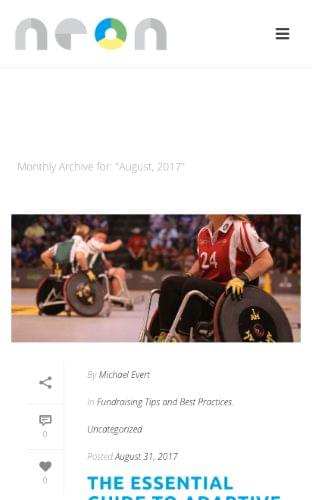 neon
Monthly Archive for: "August, 2017"
24
By Michael Evert
In Fundraising Tips and Best Practices,
Uncategorized
0
Posted August 31, 2017
0
THE ESSENTIAL
GUIDE TO ADAPTIVE